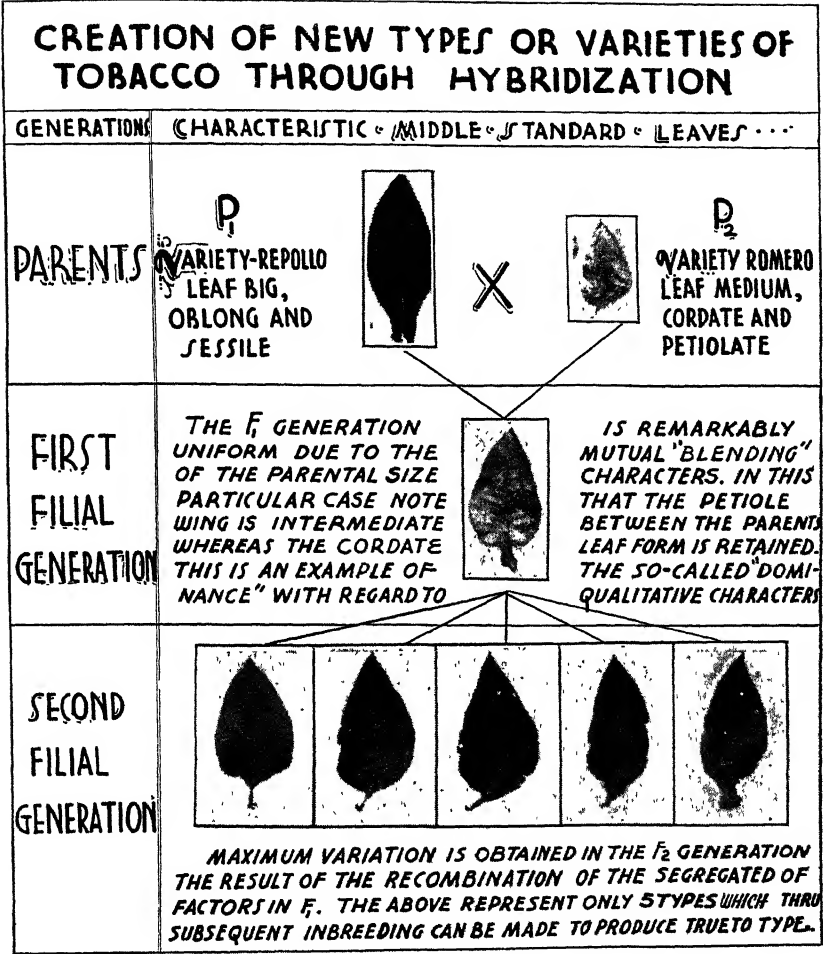 CREATION OF NEW TYPES OR VARIETIES OF
TOBACCO THROUGH HYBRIDIZATION
GENERATIONS
CHARACTERISTIC • MIDDLE • STANDARD • LEAVES ...
PARENTS
P1
VARIETY-REPOLLO
LEAF BIG,
OBLONG AND
SESSILE
X
P2
VARIETY ROMERO
LEAF MEDIUM,
CORDATE AND
PETIOLATE
FIRST
FILIAL
GENERATION
THE F1 GENERATION IS REMARKABLY
UNIFORM DUE TO THE MUTUAL "BLENDING"
OF THE PARENTAL SIZE CHARACTERS. IN THIS
PARTICULAR CASE NOTE THAT THE PETIOLE
WING IS INTERMEDIATE BETWEEN THE PARENTS
WHEREAS THE CORDATE LEAF FORM IS RETAINED.
THIS IS AN EXAMPLE OF THE SO-CALLED "DOMI-
NANCE" WITH REGARD TO QUALITATIVE CHARACTERS
SECOND
FILIAL
GENERATION
MAXIMUM VARIATION IS OBTAINED IN THE F2 GENERATION
THE RESULT OF THE RECOMBINATION OF THE SEGREGATED OF
FACTORS IN F1. THE ABOVE REPRESENT ONLY 5 TYPES WHICH THRU
SUBSEQUENT INBREEDING CAN BE MADE TO PRODUCE TRUE TO TYPE.